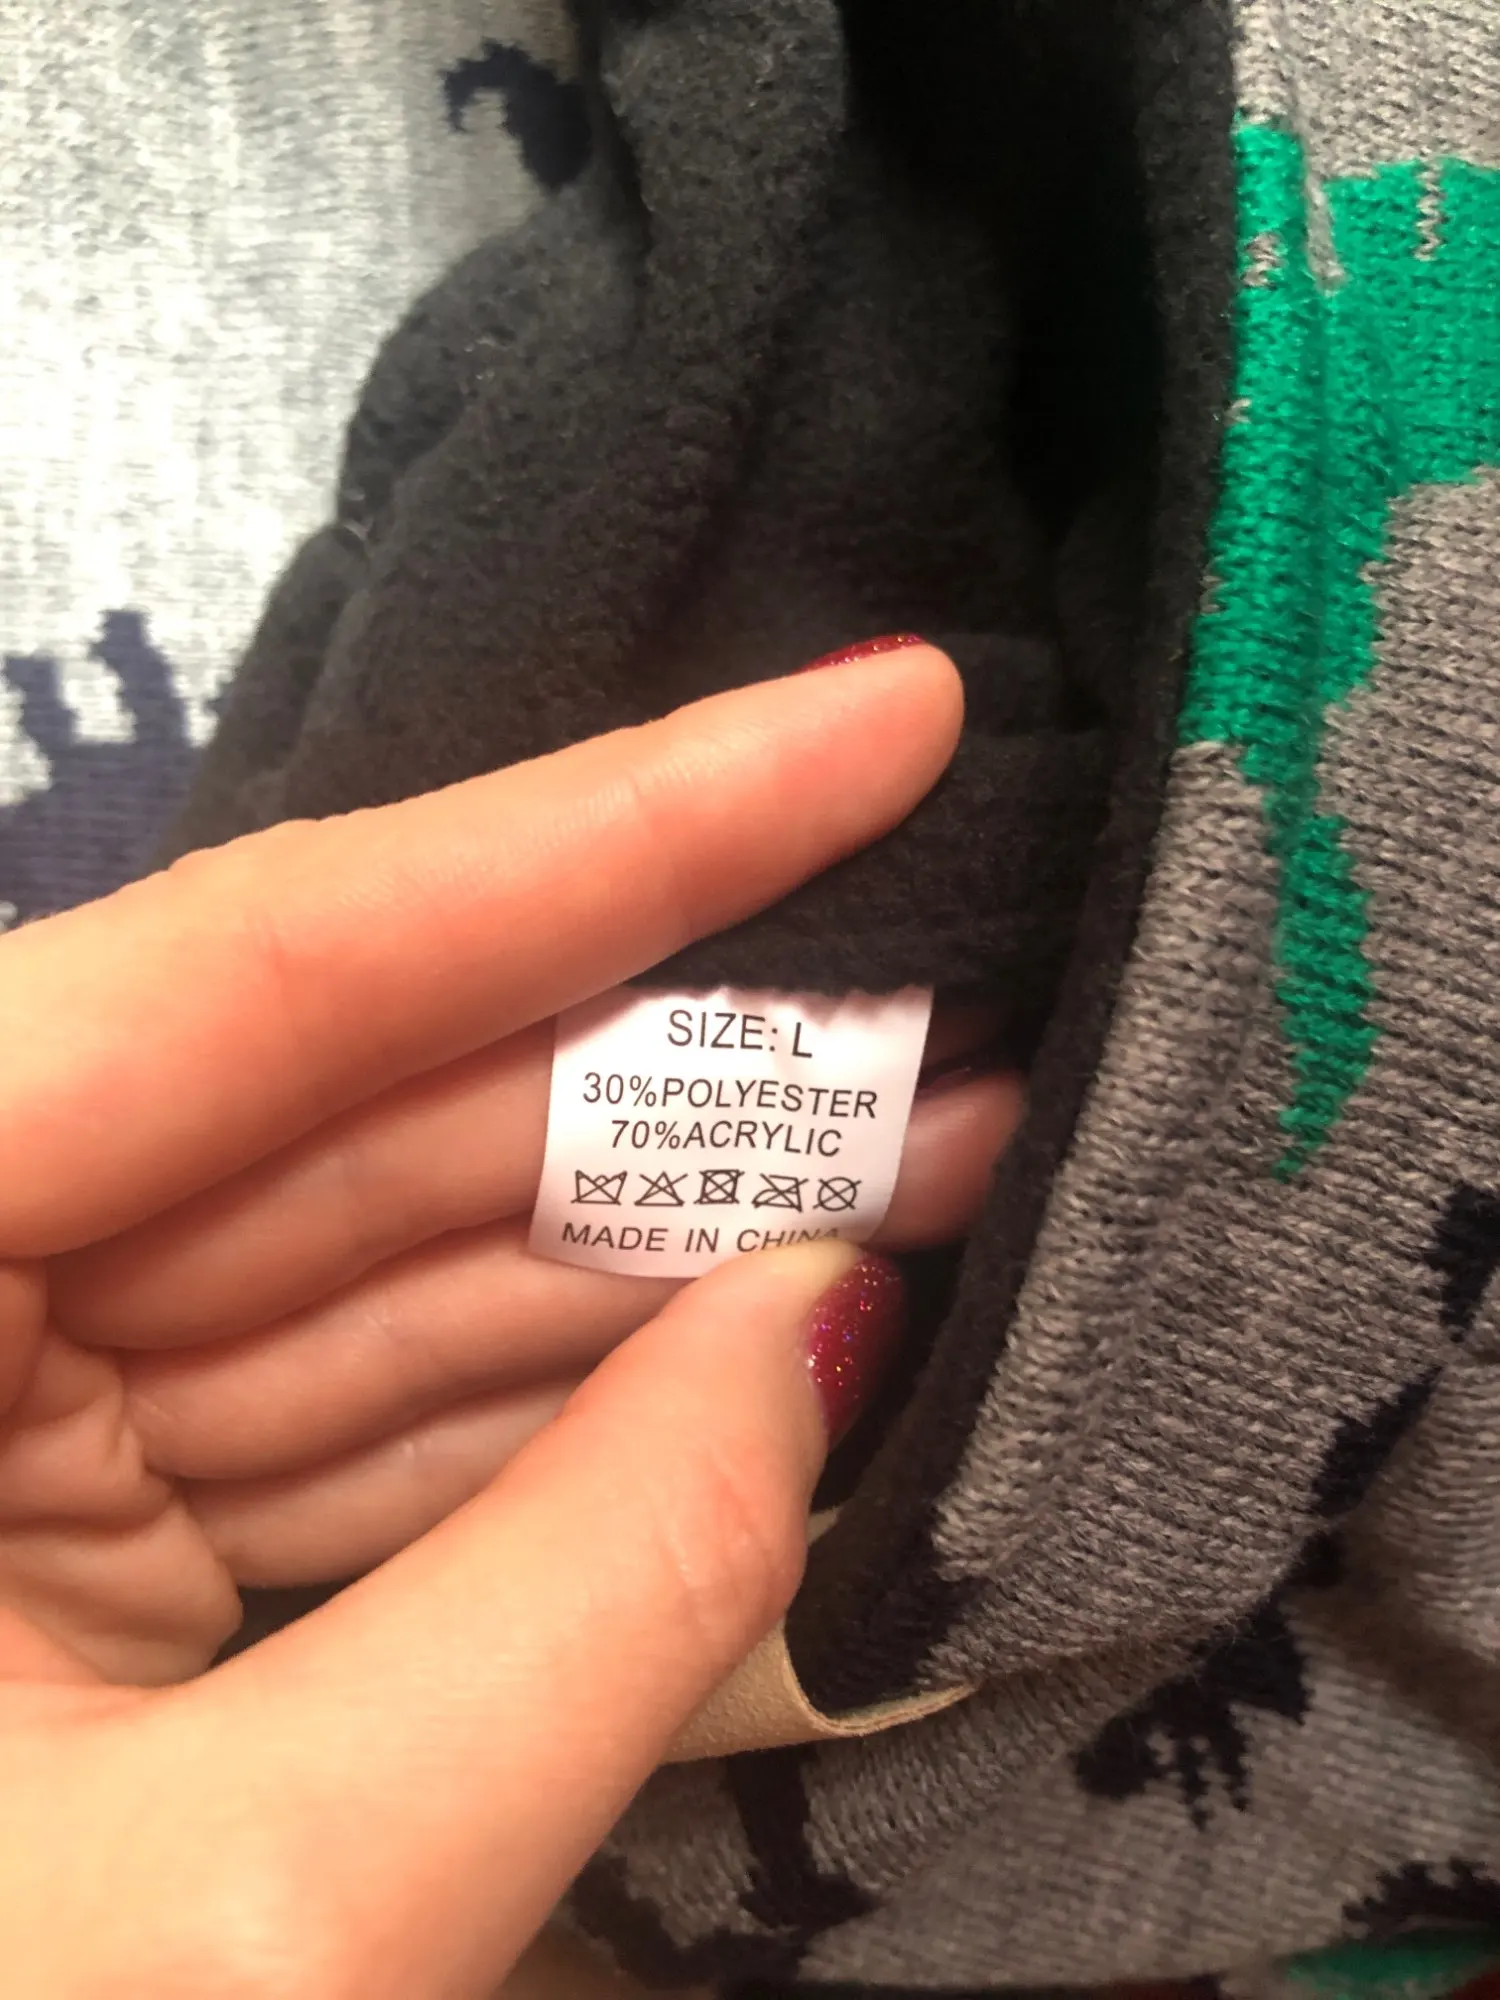 SIZE: L
30%POLYESTER
70%ACRYLIC
MADE IN CHINA